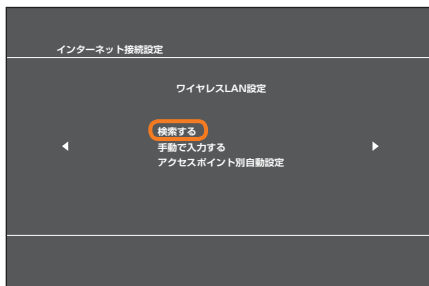 インターネット接続設定
ワイヤレスLAN設定
検索する
手動で入力する
アクセスポイント別自動設定